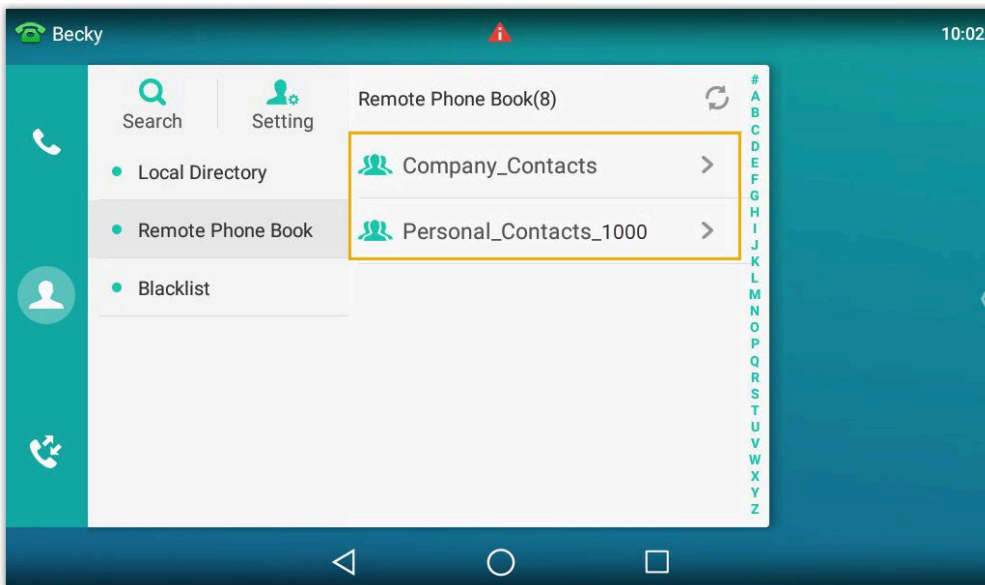 Becky
10:02
Search
Setting
Local Directory
Remote Phone Book
Blacklist
Remote Phone Book(8)
Company_Contacts
Personal_Contacts_1000
#
A
B
C
D
E
F
G
H
I
J
K
L
M
N
O
P
Q
R
S
T
U
V
W
X
Y
Z